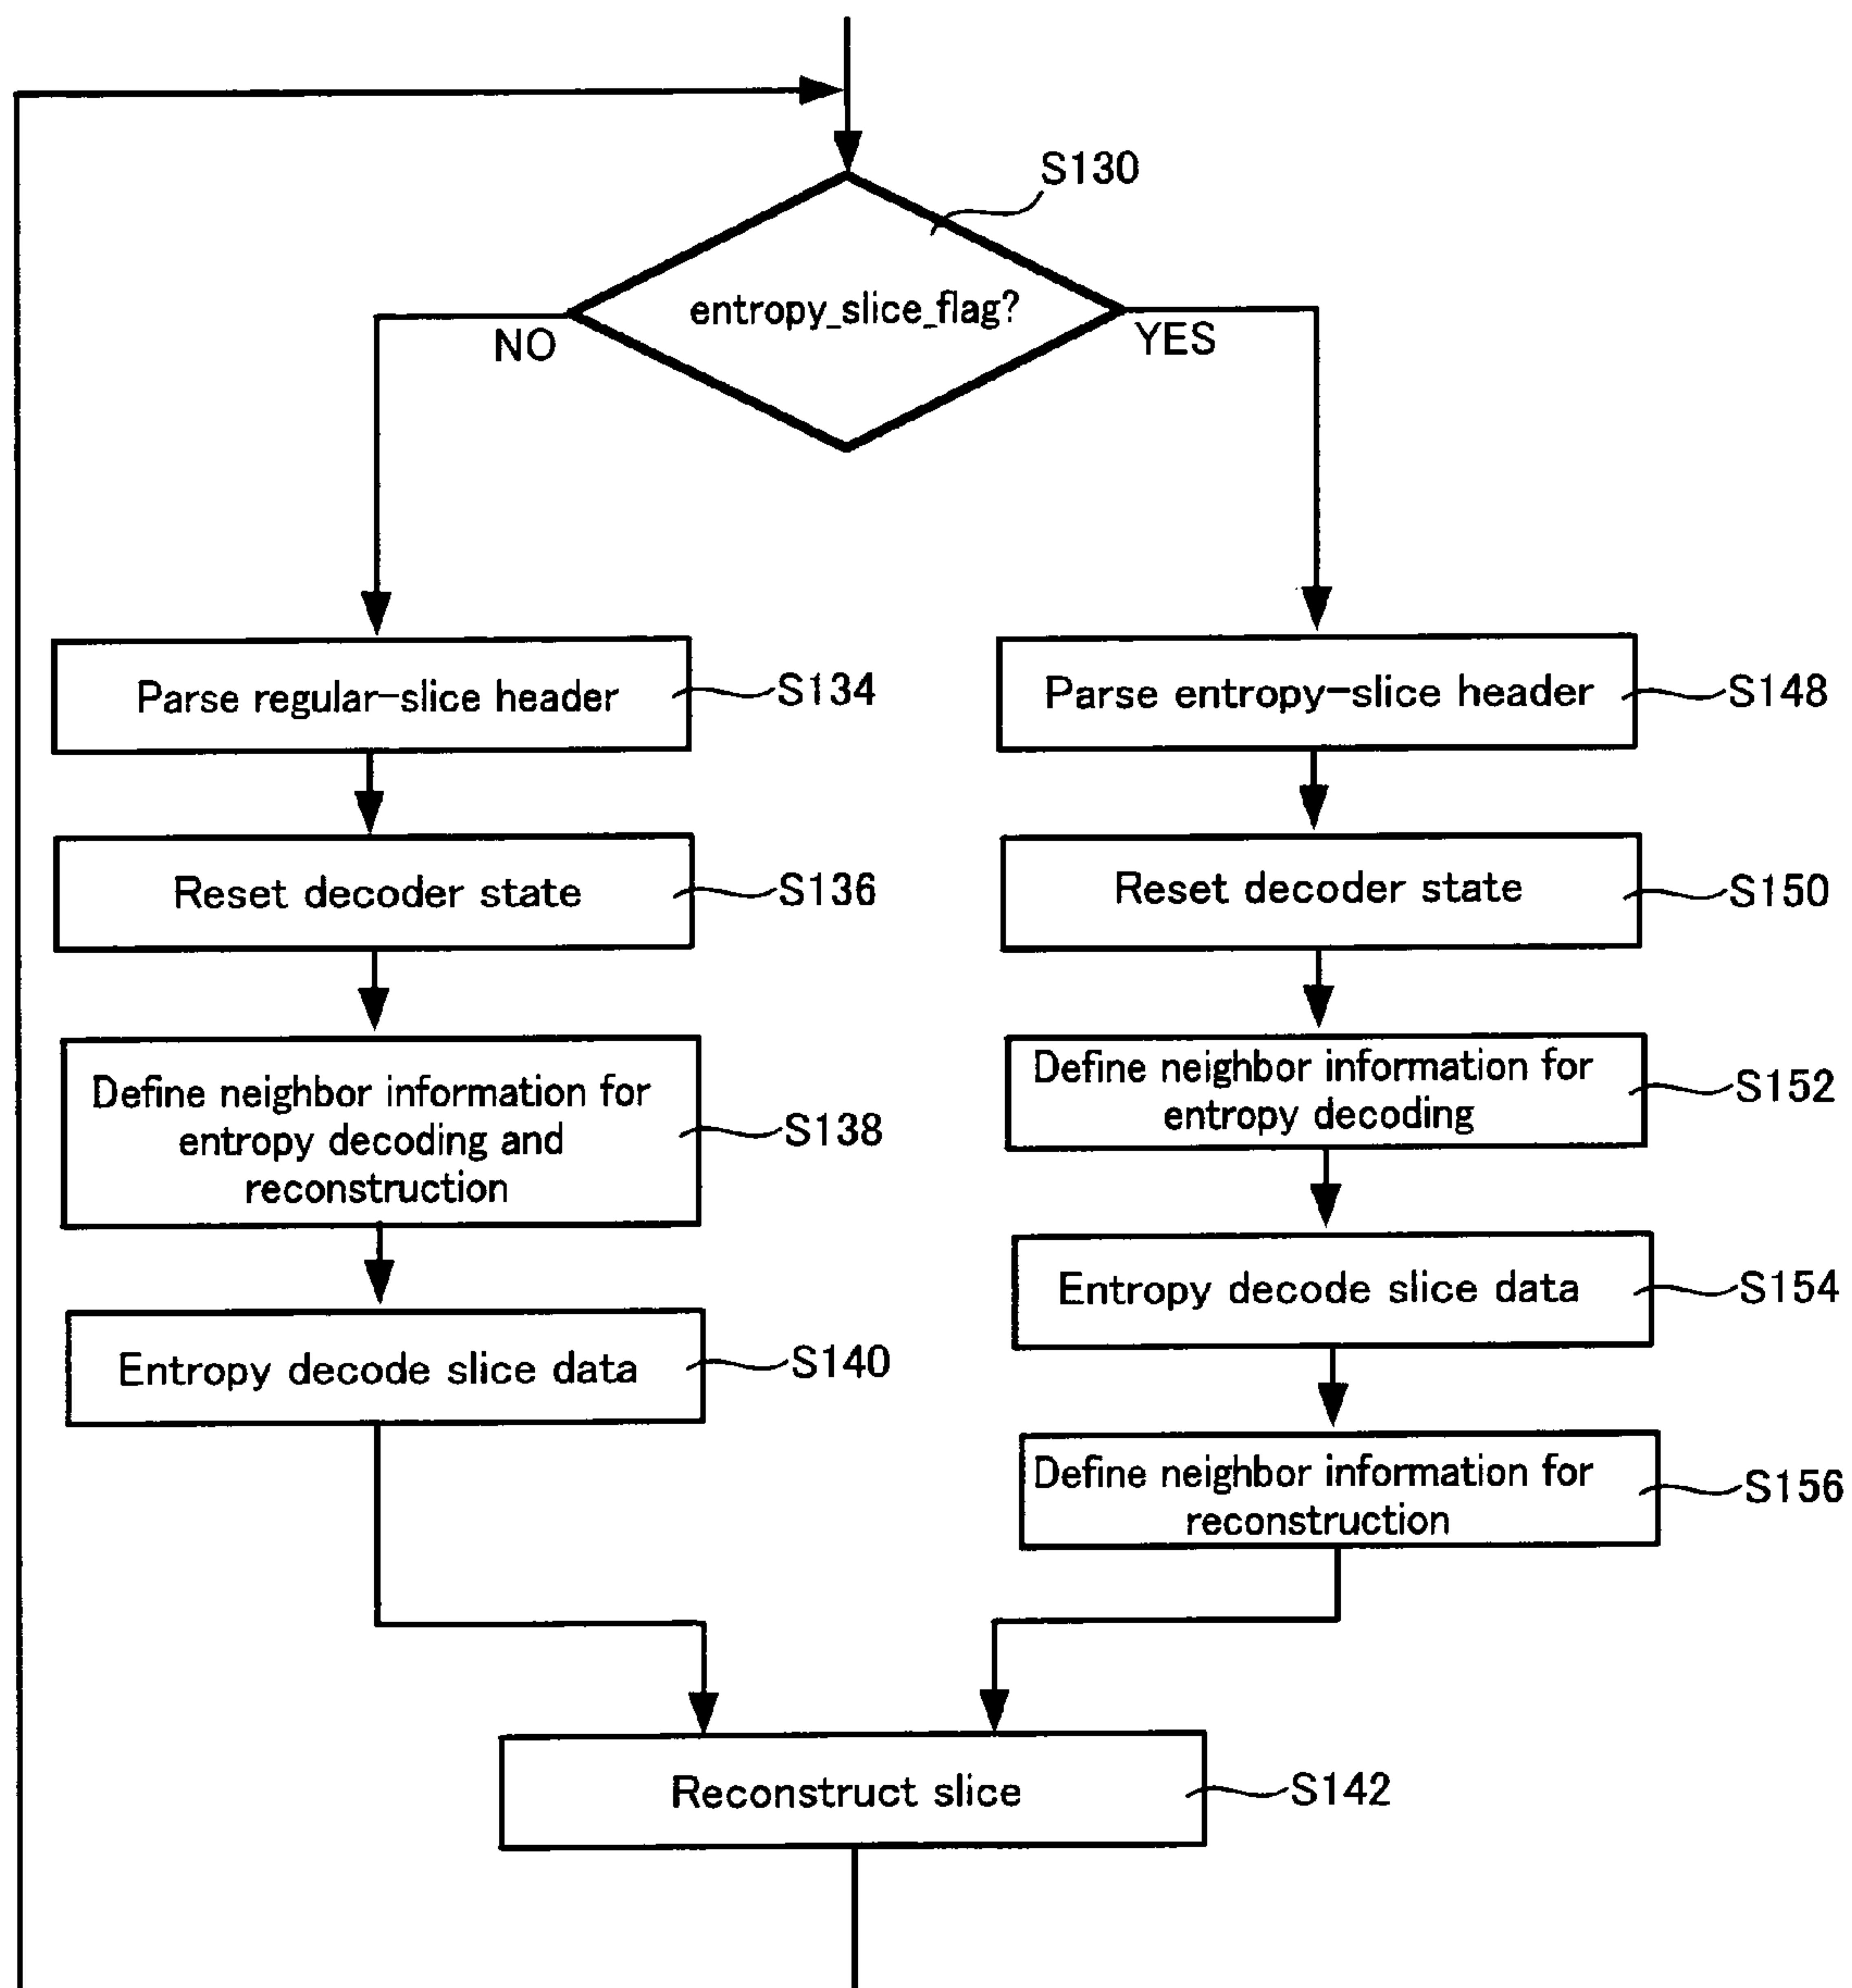 S130
entropy_slice_flag?
NO
YES
Parse regular-slice header
S134
Reset decoder state
S136
Define neighbor information for
entropy decoding and
reconstruction
S138
Entropy decode slice data
S140
Parse entropy-slice header
S148
Reset decoder state
S150
Define neighbor information for
entropy decoding
S152
Entropy decode slice data
S154
Define neighbor information for
reconstruction
S156
Reconstruct slice
S142